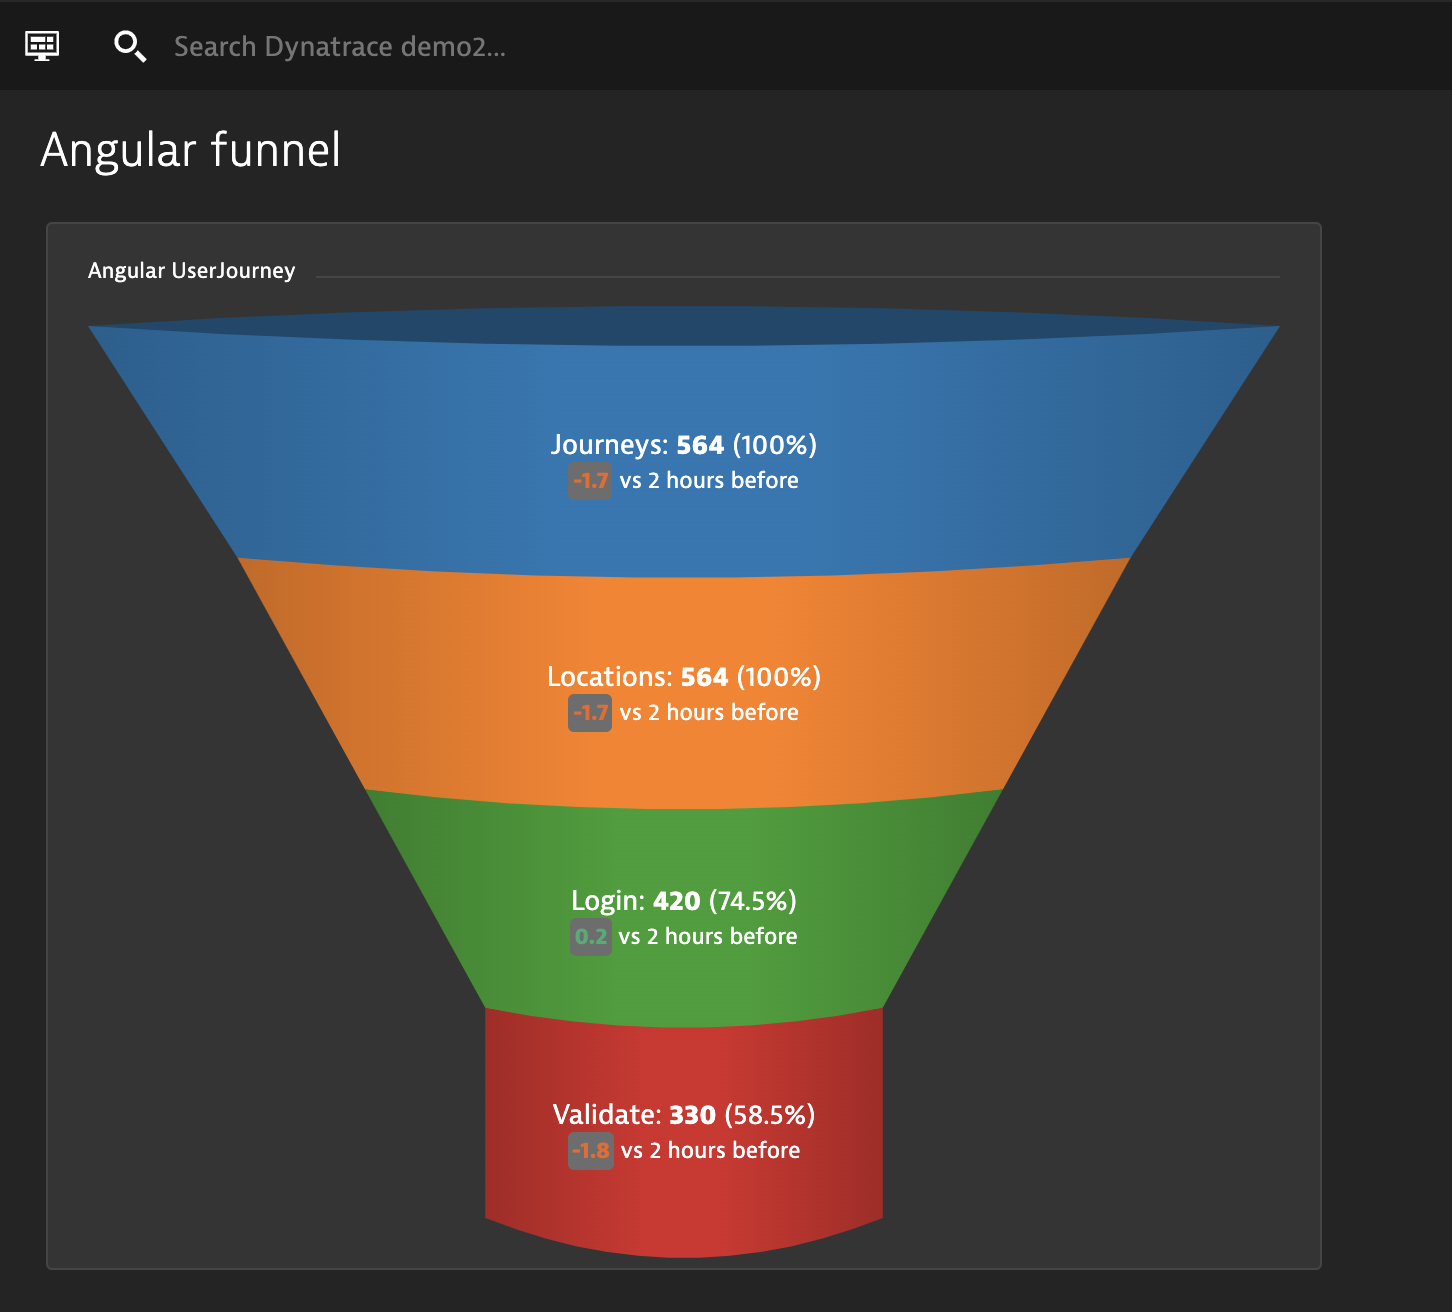 Search Dynatrace demo2...
Angular funnel
Angular UserJourney
Journeys: 564 (100%)
-1.7 vs 2 hours before
Locations: 564 (100%)
-1.7 vs 2 hours before
Login: 420 (74.5%)
0.2 vs 2 hours before
Validate: 330 (58.5%)
-1.8 vs 2 hours before